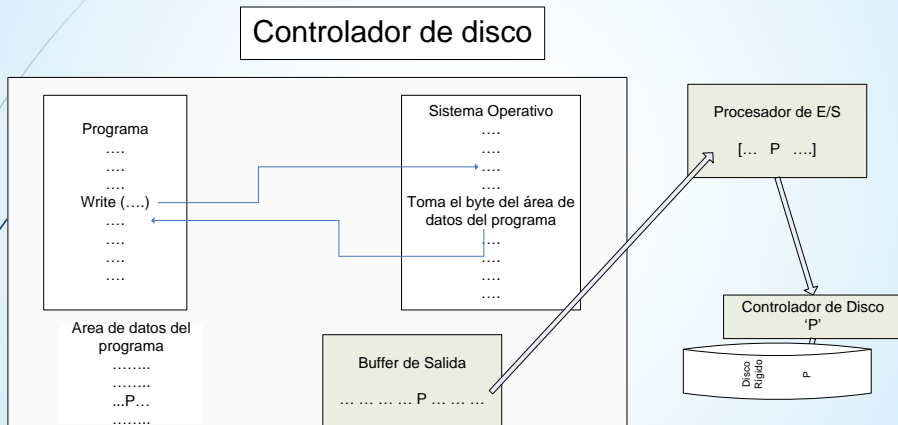 Controlador de disco
Programa
....
....
....
Write (....)
....
....
....
....
Sistema Operativo
....
....
....
....
Toma el byte del área de
datos del programa
....
....
....
....
Area de datos del
programa
........
........
...P...
........
Buffer de Salida
... ... ... ... P ... ... ...
Procesador de E/S
[... P ....]
Controlador de Disco
‘P’
Disco
Rígido
P